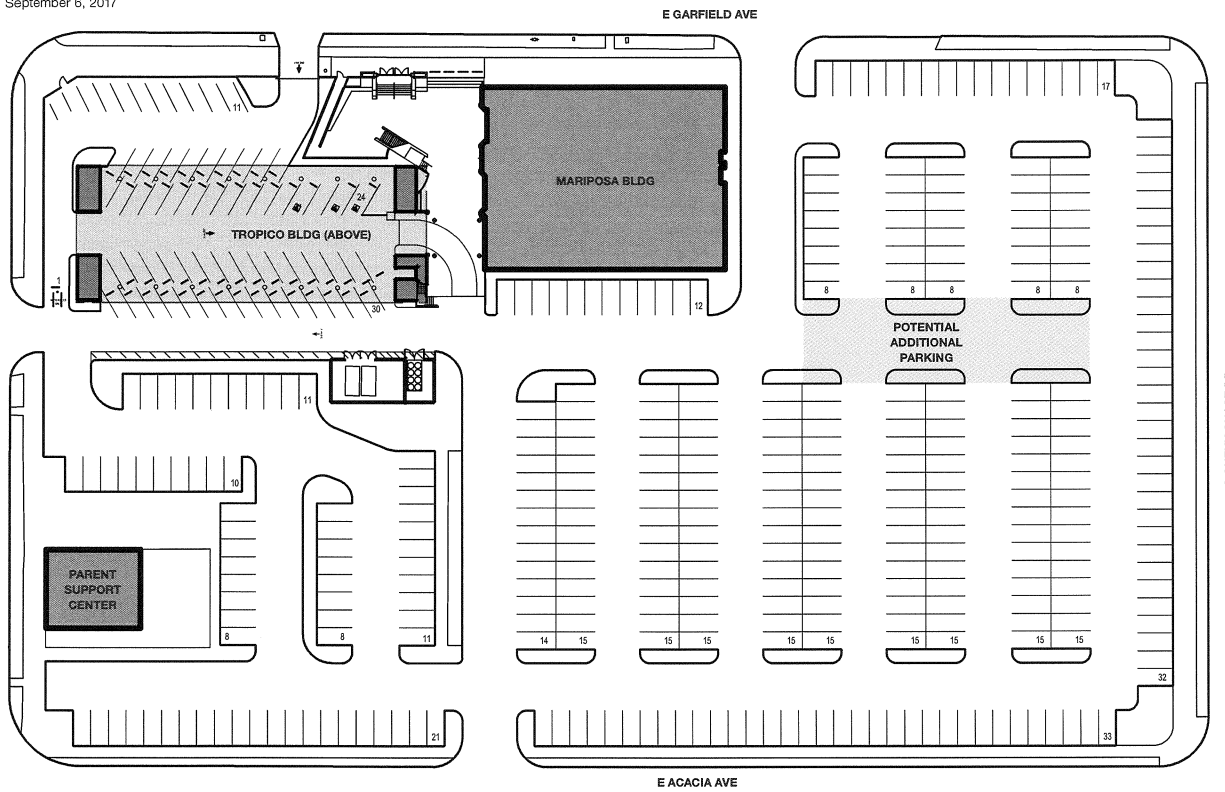 September 6, 2017
E GARFIELD AVE
11
17
MARIPOSA BLDG
24
TROPICO BLDG (ABOVE)
1
8
8 8
8 8
30
12
POTENTIAL
ADDITIONAL
PARKING
11
10
PARENT
SUPPORT
CENTER
8
8
11
14 15
15 15
15 15
15 15
15 15
32
21
33
E ACACIA AVE